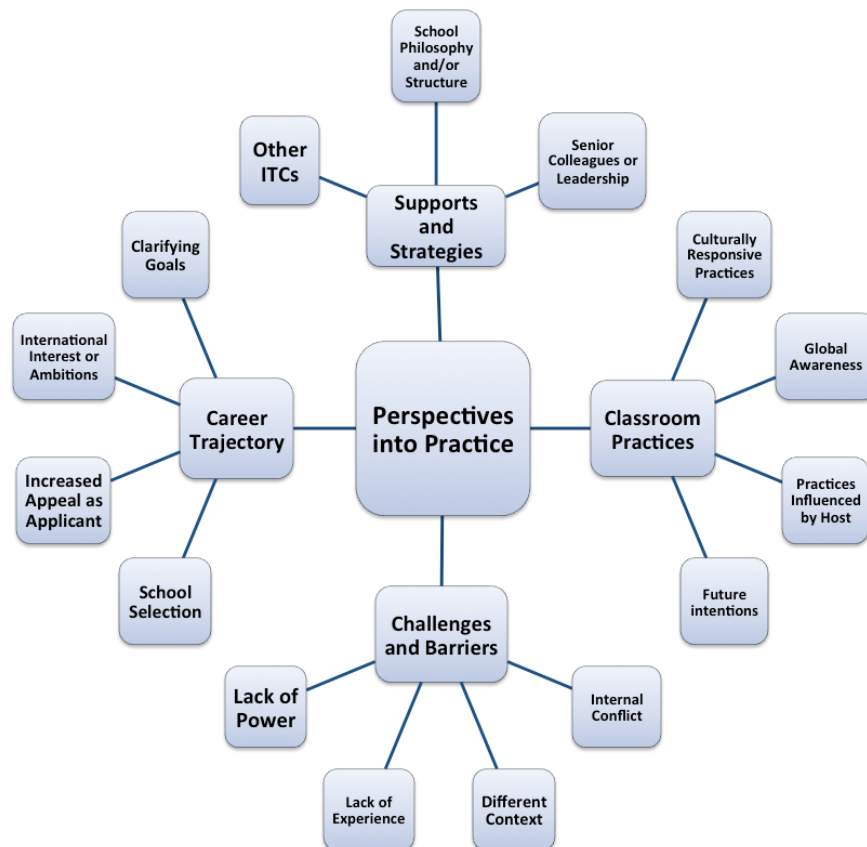 School
Philosophy
and/or
Structure
Other
ITCs
Senior
Colleagues or
Leadership
Supports
and
Strategies
Clarifying
Goals
Culturally
Responsive
Practices
International
Interest or
Ambitions
Global
Awareness
Career
Trajectory
Perspectives
into Practice
Classroom
Practices
Increased
Appeal as
Applicant
Practices
Influenced
by Host
School
Selection
Future
intentions
Challenges
and Barriers
Lack of
Power
Internal
Conflict
Lack of
Experience
Different
Context